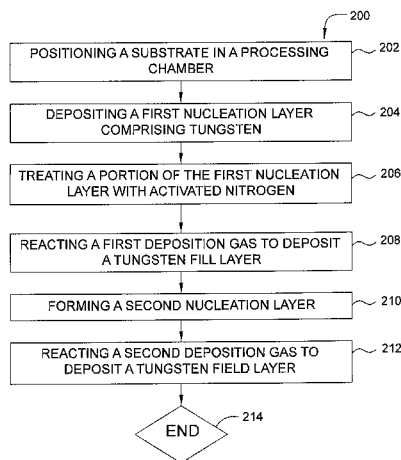 200
POSITIONING A SUBSTRATE IN A PROCESSING
CHAMBER
202
DEPOSITING A FIRST NUCLEATION LAYER
COMPRISING TUNGSTEN
204
TREATING A PORTION OF THE FIRST NUCLEATION
LAYER WITH ACTIVATED NITROGEN
206
REACTING A FIRST DEPOSITION GAS TO DEPOSIT
A TUNGSTEN FILL LAYER
208
FORMING A SECOND NUCLEATION LAYER
210
REACTING A SECOND DEPOSITION GAS TO
DEPOSIT A TUNGSTEN FIELD LAYER
212
END
214